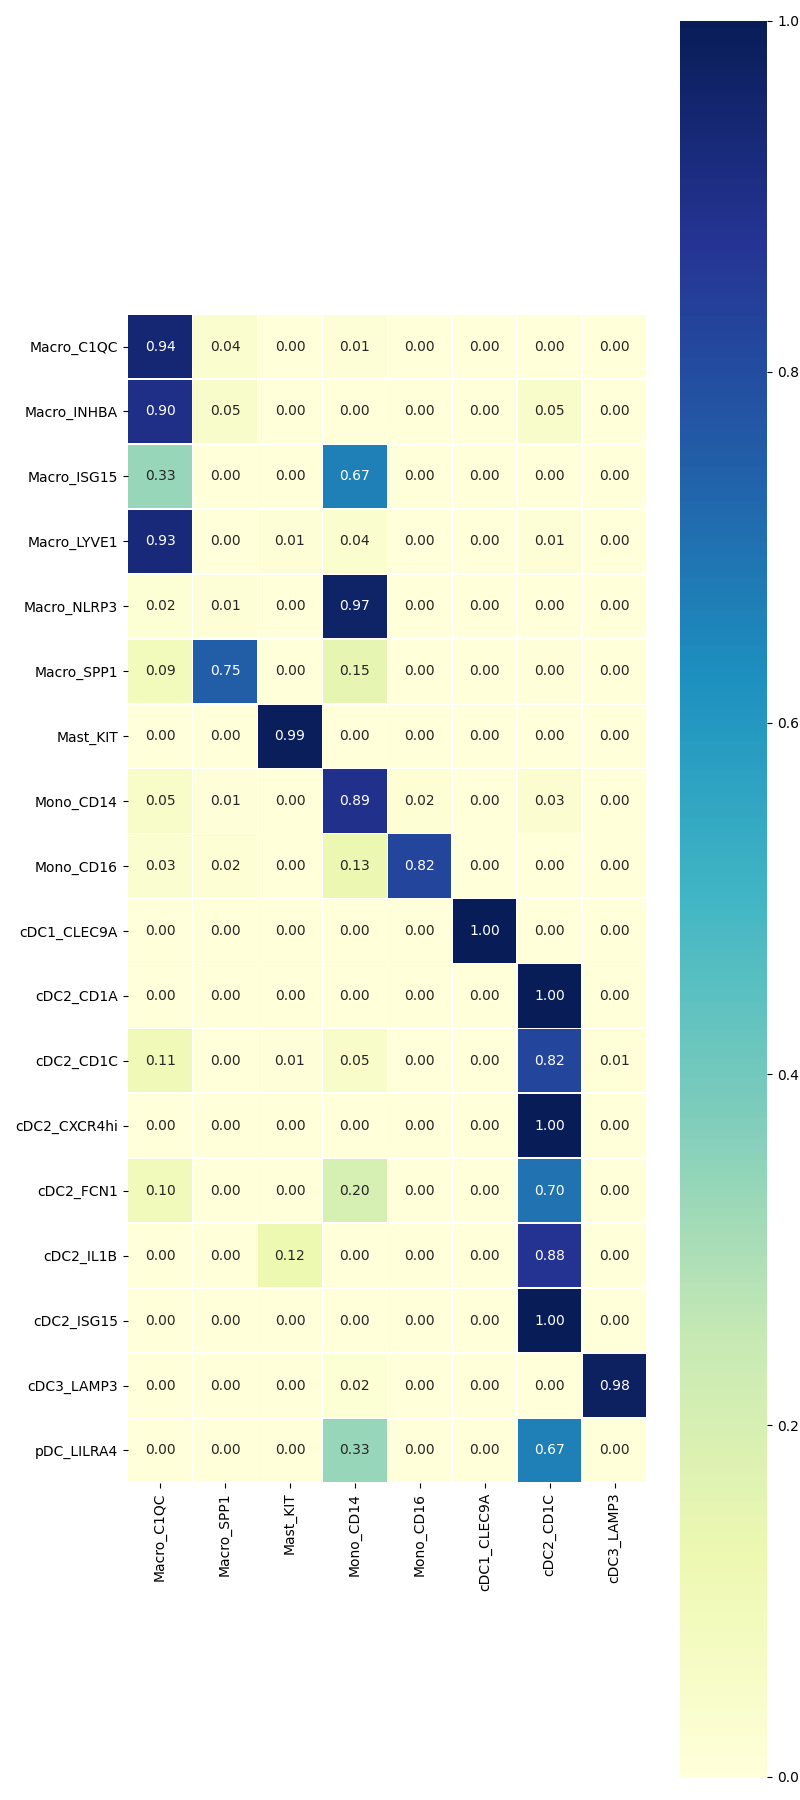 1.0
0.8
0.6
0.4
0.2
0.0
Macro_C1QC 0.94 0.04 0.00 0.01 0.00 0.00 0.00 0.00
Macro_INHBA 0.90 0.05 0.00 0.00 0.00 0.00 0.05 0.00
Macro_ISG15 0.33 0.00 0.00 0.67 0.00 0.00 0.00 0.00
Macro_LYVE1 0.93 0.00 0.01 0.04 0.00 0.00 0.01 0.00
Macro_NLRP3 0.02 0.01 0.00 0.97 0.00 0.00 0.00 0.00
Macro_SPP1 0.09 0.75 0.00 0.15 0.00 0.00 0.00 0.00
Mast_KIT 0.00 0.00 0.99 0.00 0.00 0.00 0.00 0.00
Mono_CD14 0.05 0.01 0.00 0.89 0.02 0.00 0.03 0.00
Mono_CD16 0.03 0.02 0.00 0.13 0.82 0.00 0.00 0.00
cDC1_CLEC9A 0.00 0.00 0.00 0.00 0.00 1.00 0.00 0.00
cDC2_CD1A 0.00 0.00 0.00 0.00 0.00 0.00 1.00 0.00
cDC2_CD1C 0.11 0.00 0.01 0.05 0.00 0.00 0.82 0.01
cDC2_CXCR4hi 0.00 0.00 0.00 0.00 0.00 0.00 1.00 0.00
cDC2_FCN1 0.10 0.00 0.00 0.20 0.00 0.00 0.70 0.00
cDC2_IL1B 0.00 0.00 0.12 0.00 0.00 0.00 0.88 0.00
cDC2_ISG15 0.00 0.00 0.00 0.00 0.00 0.00 1.00 0.00
cDC3_LAMP3 0.00 0.00 0.00 0.02 0.00 0.00 0.00 0.98
pDC_LILRA4 0.00 0.00 0.00 0.33 0.00 0.00 0.67 0.00
Macro_C1QC
Macro_SPP1
Mast_KIT
Mono_CD14
Mono_CD16
cDC1_CLEC9A
cDC2_CD1C
cDC3_LAMP3